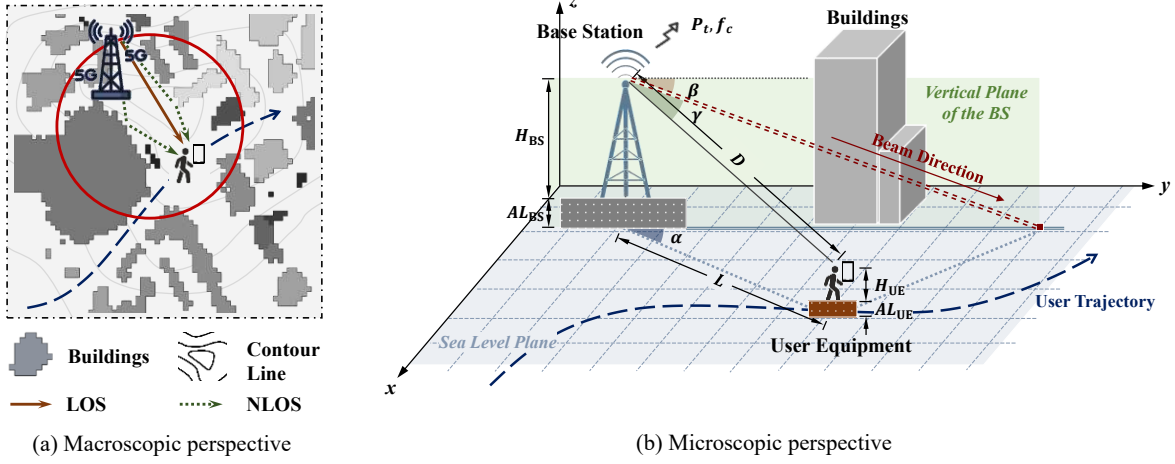 5G
5G
Buildings
Contour
Line
LOS
NLOS
(a) Macroscopic perspective
z
Base Station
P_t, f_c
Buildings
β
γ
Vertical Plane
of the BS
H_BS
D
Beam Direction
y
AL_BS
α
L
H_UE
AL_UE
User Trajectory
Sea Level Plane
User Equipment
x
(b) Microscopic perspective